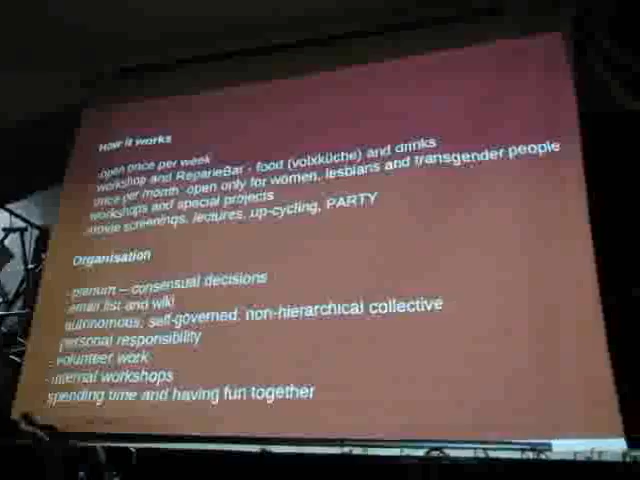 How it works
-open once per week
workshop and RepairBar - food (volxküche) and drinks
once per month: open only for women, lesbians and transgender people
workshops and special projects
-movie screenings, lectures, up-cycling, PARTY
Organisation
- plenum – consensual decisions
- email list and wiki
autonomous, self-governed, non-hierarchical collective
personal responsibility
- volunteer work
- internal workshops
spending time and having fun together